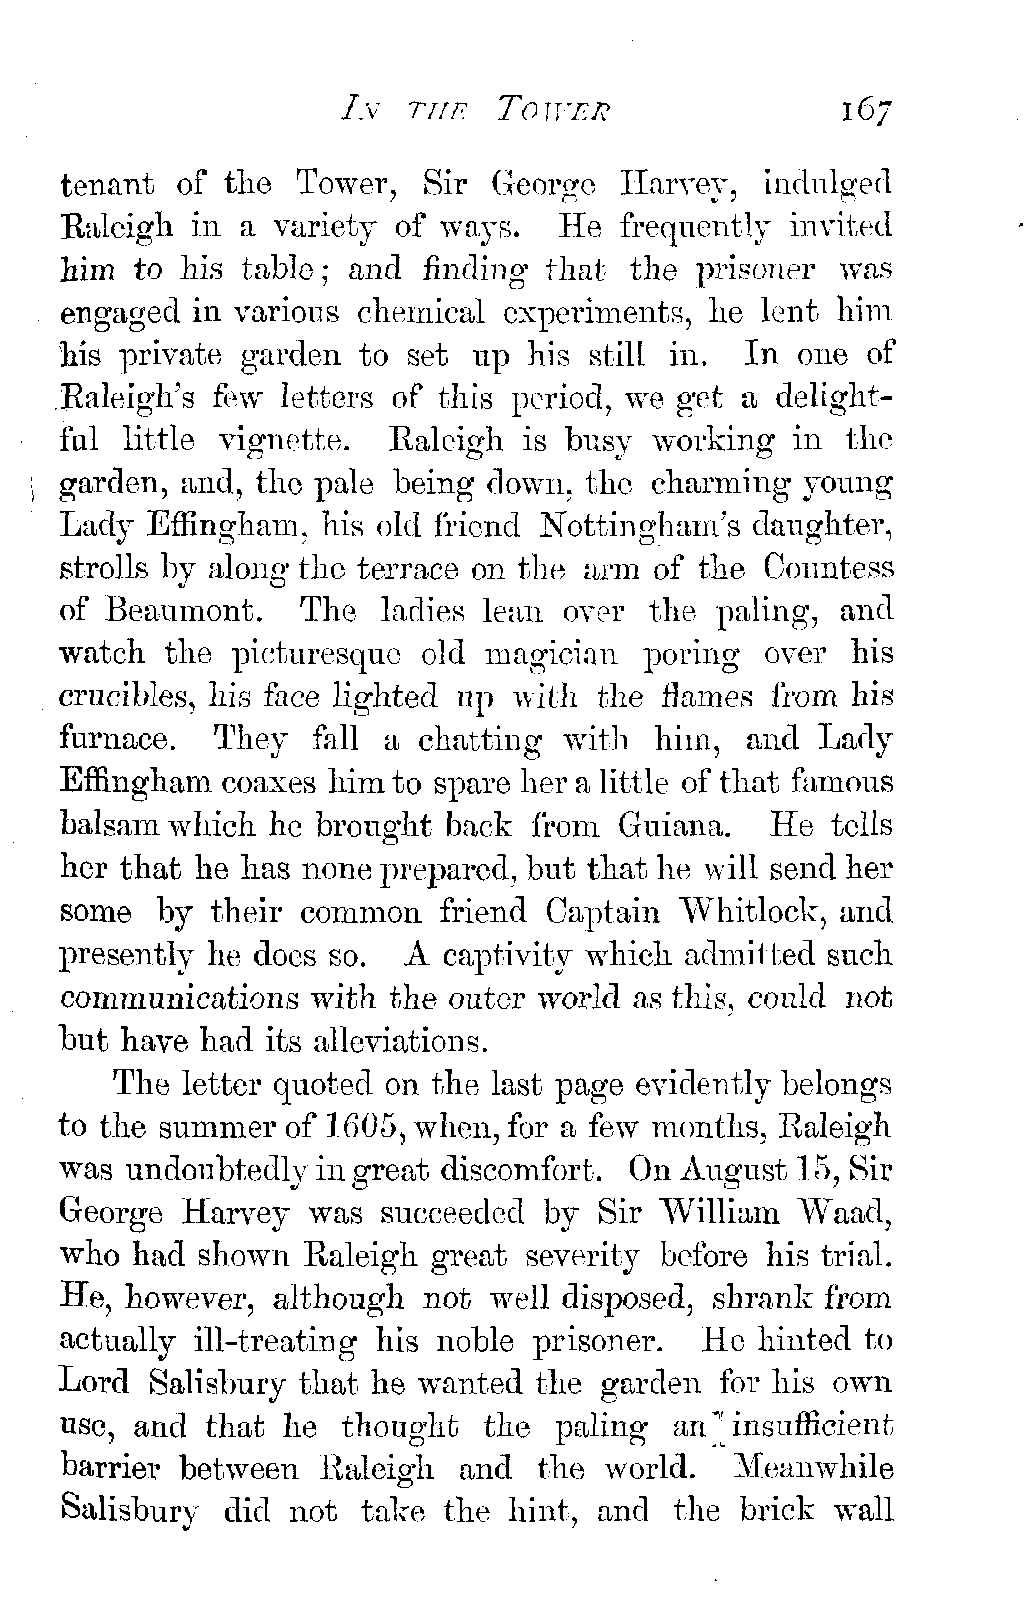 IN THE TOWER 167
tenant of the Tower, Sir George Harvey, indulged
Raleigh in a variety of ways. He frequently invited
him to his table; and finding that the prisoner was
engaged in various chemical experiments, he lent him
his private garden to set up his still in. In one of
Raleigh's few letters of this period, we get a delight-
ful little vignette. Raleigh is busy working in the
garden, and, the pale being down, the charming young
Lady Effingham, his old friend Nottingham's daughter,
strolls by along the terrace on the arm of the Countess
of Beaumont. The ladies lean over the paling, and
watch the picturesque old magician poring over his
crucibles, his face lighted up with the flames from his
furnace. They fall a chatting with him, and Lady
Effingham coaxes him to spare her a little of that famous
balsam which he brought back from Guiana. He tells
her that he has none prepared, but that he will send her
some by their common friend Captain Whitlock, and
presently he does so. A captivity which admitted such
communications with the outer world as this, could not
but have had its alleviations.
The letter quoted on the last page evidently belongs
to the summer of 1605, when, for a few months, Raleigh
was undoubtedly in great discomfort. On August 15, Sir
George Harvey was succeeded by Sir William Waad,
who had shown Raleigh great severity before his trial.
He, however, although not well disposed, shrank from
actually ill-treating his noble prisoner. He hinted to
Lord Salisbury that he wanted the garden for his own
use, and that he thought the paling an insufficient
barrier between Raleigh and the world. Meanwhile
Salisbury did not take the hint, and the brick wall